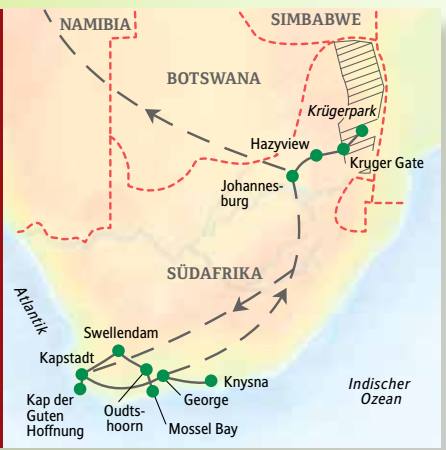 NAMIBIA
SIMBABWE
BOTSWANA
Krügerpark
Hazyview
Kruger Gate
Johannes-
burg
SÜDAFRIKA
Atlantik
Swellendam
Kapstadt
Knysna
Indischer
Ozean
Kap der
Guten
Hoffnung
Oudts-
hoorn
George
Mossel Bay